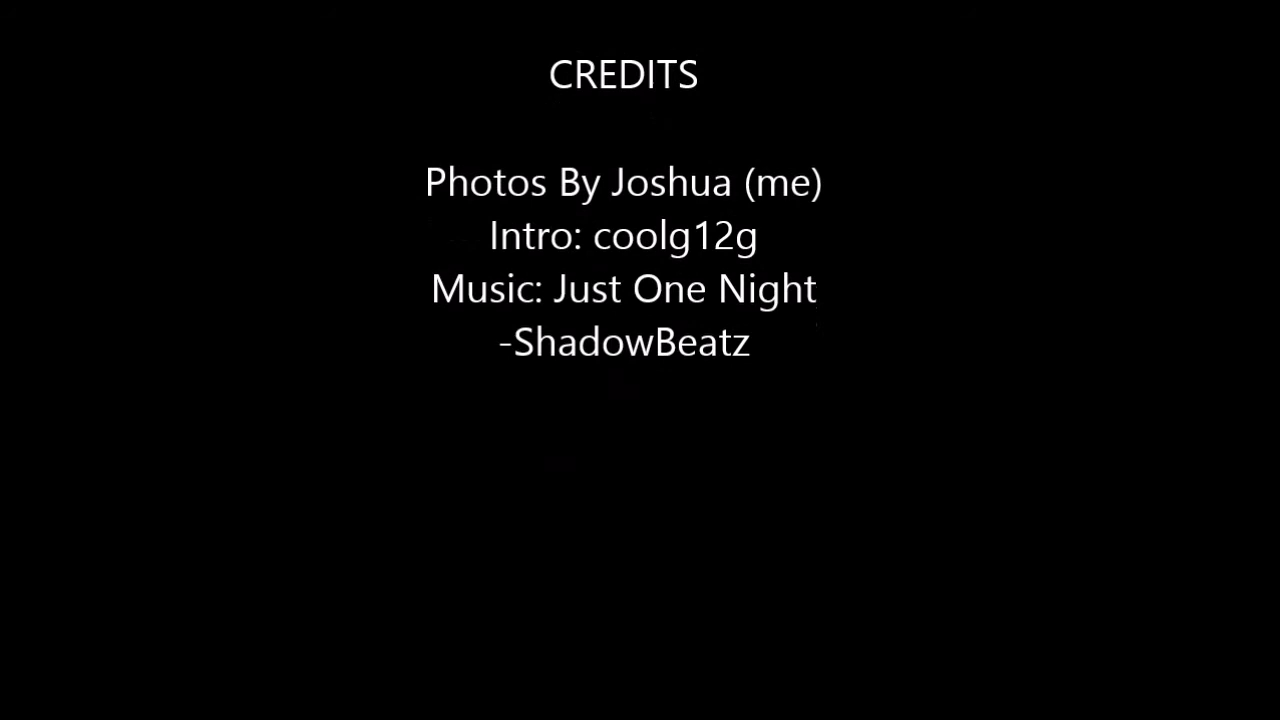 CREDITS
Photos By Joshua (me)
Intro: coolg12g
Music: Just One Night
-ShadowBeatz